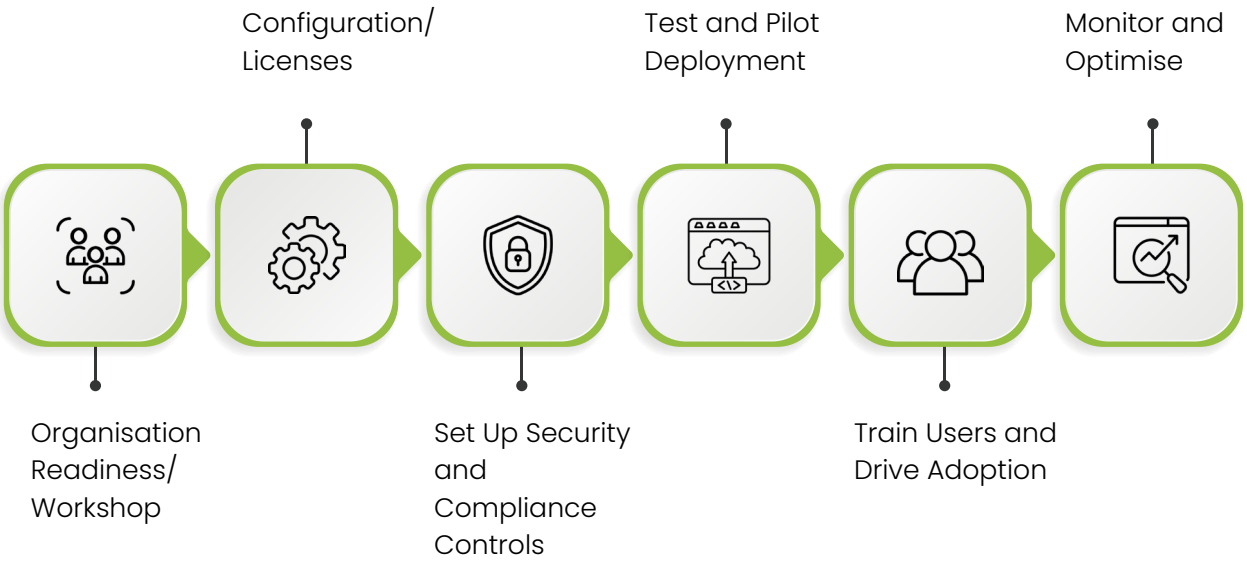 Configuration/
Licenses
Test and Pilot
Deployment
Monitor and
Optimise
Organisation
Readiness/
Workshop
Set Up Security
and
Compliance
Controls
Train Users and
Drive Adoption